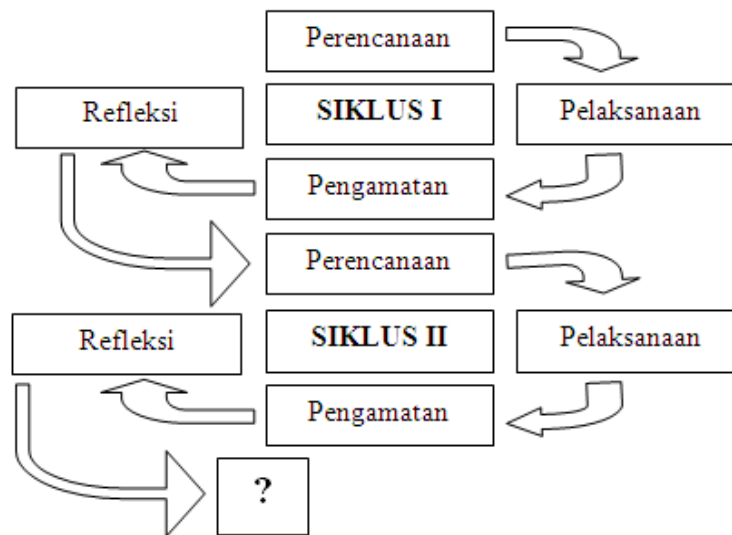 Perencanaan
Refleksi
SIKLUS I
Pelaksanaan
Pengamatan
Perencanaan
Refleksi
SIKLUS II
Pelaksanaan
Pengamatan
?